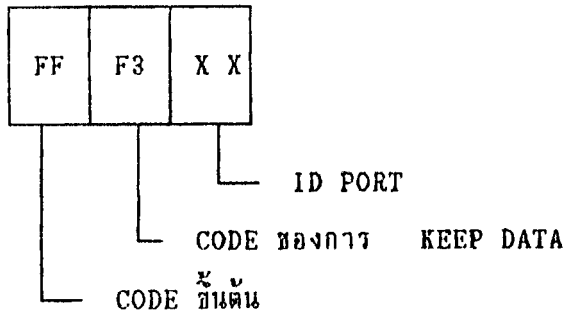 FF F3 X X
ID PORT
CODE ของการ KEEP DATA
CODE ขึ้นต้น